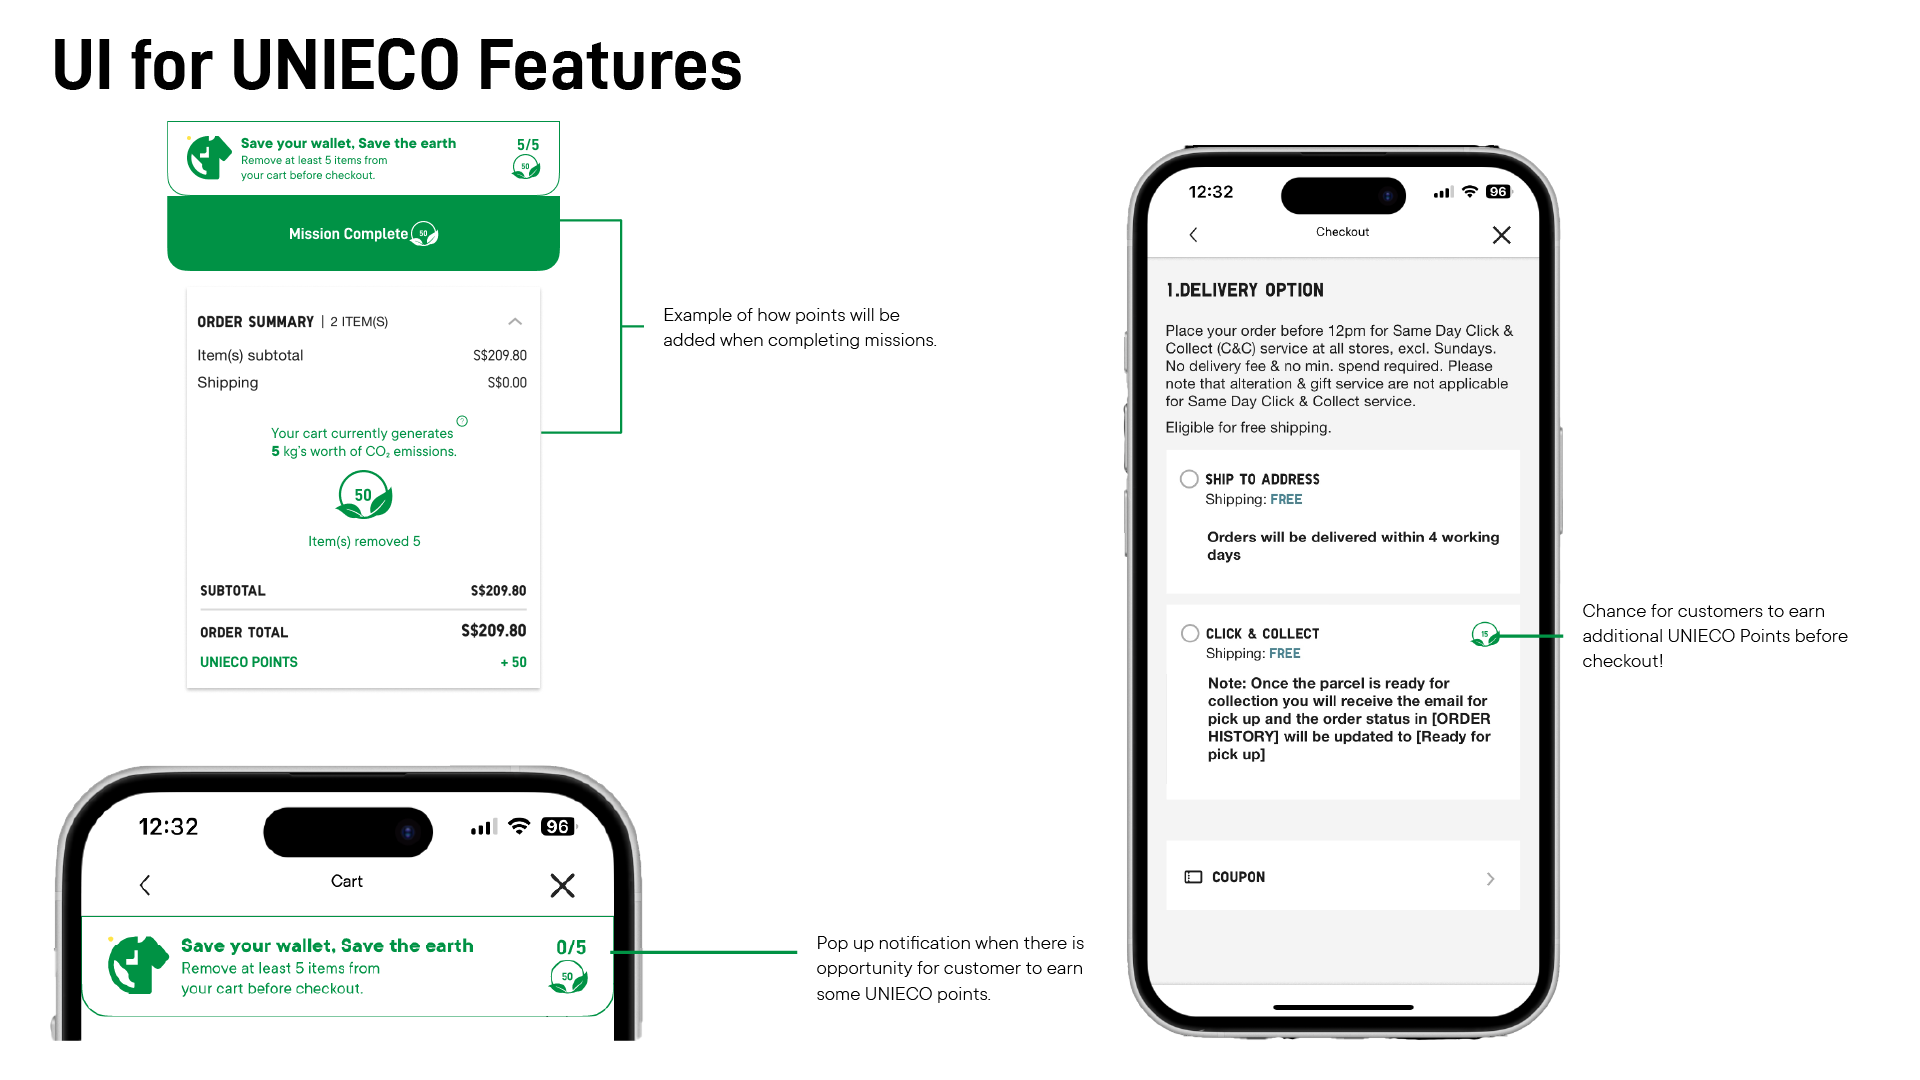 UI for UNIECO Features
Save your wallet, Save the earth
5/5
Remove at least 5 items from
your cart before checkout.
50
Mission Complete
50
ORDER SUMMARY | 2 ITEM(S)
Item(s) subtotal
S$209.80
Shipping
S$0.00
Your cart currently generates
?
5 kg's worth of CO₂ emissions.
50
Item(s) removed 5
SUBTOTAL
S$209.80
ORDER TOTAL
S$209.80
UNIECO POINTS
+ 50
Example of how points will be
added when completing missions.
12:32
96
Cart
Save your wallet, Save the earth
0/5
Remove at least 5 items from
your cart before checkout.
50
Pop up notification when there is
opportunity for customer to earn
some UNIECO points.
12:32
96
Checkout
1.DELIVERY OPTION
Place your order before 12pm for Same Day Click &
Collect (C&C) service at all stores, excl. Sundays.
No delivery fee & no min. spend required. Please
note that alteration & gift service are not applicable
for Same Day Click & Collect service.
Eligible for free shipping.
SHIP TO ADDRESS
Shipping: FREE
Orders will be delivered within 4 working
days
CLICK & COLLECT
15
Shipping: FREE
Note: Once the parcel is ready for
collection you will receive the email for
pick up and the order status in [ORDER
HISTORY] will be updated to [Ready for
pick up]
COUPON
Chance for customers to earn
additional UNIECO Points before
checkout!